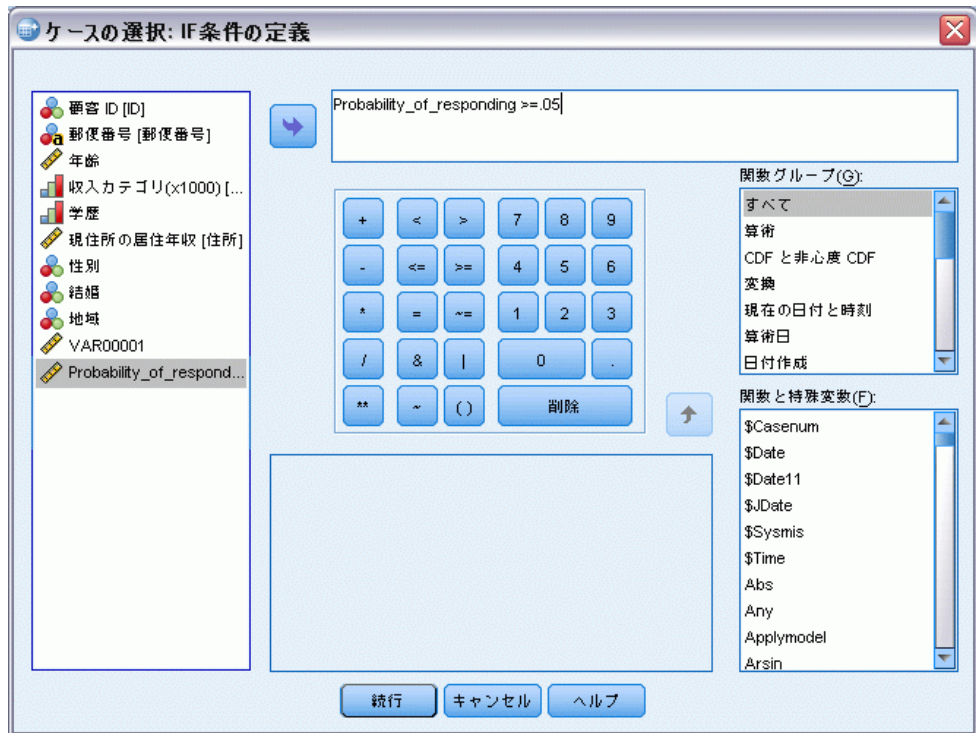 ケースの選択: IF条件の定義
顧客 ID [ID]
郵便番号 [郵便番号]
年齢
収入カテゴリ(x1000) [...
学歴
現住所の居住年収 [住所]
性別
結婚
地域
VAR00001
Probability_of_respond...
Probability_of_responding >=.05
+ < > 7 8 9
- <= >= 4 5 6
* = ~= 1 2 3
/ & | 0 .
** ~ ( ) 削除
関数グループ(G):
すべて
算術
CDF と非心度 CDF
変換
現在の日付と時刻
算術日
日付作成
関数と特殊変数(F):
$Casenum
$Date
$Date11
$JDate
$Sysmis
$Time
Abs
Any
Applymodel
Arsin
続行 キャンセル ヘルプ